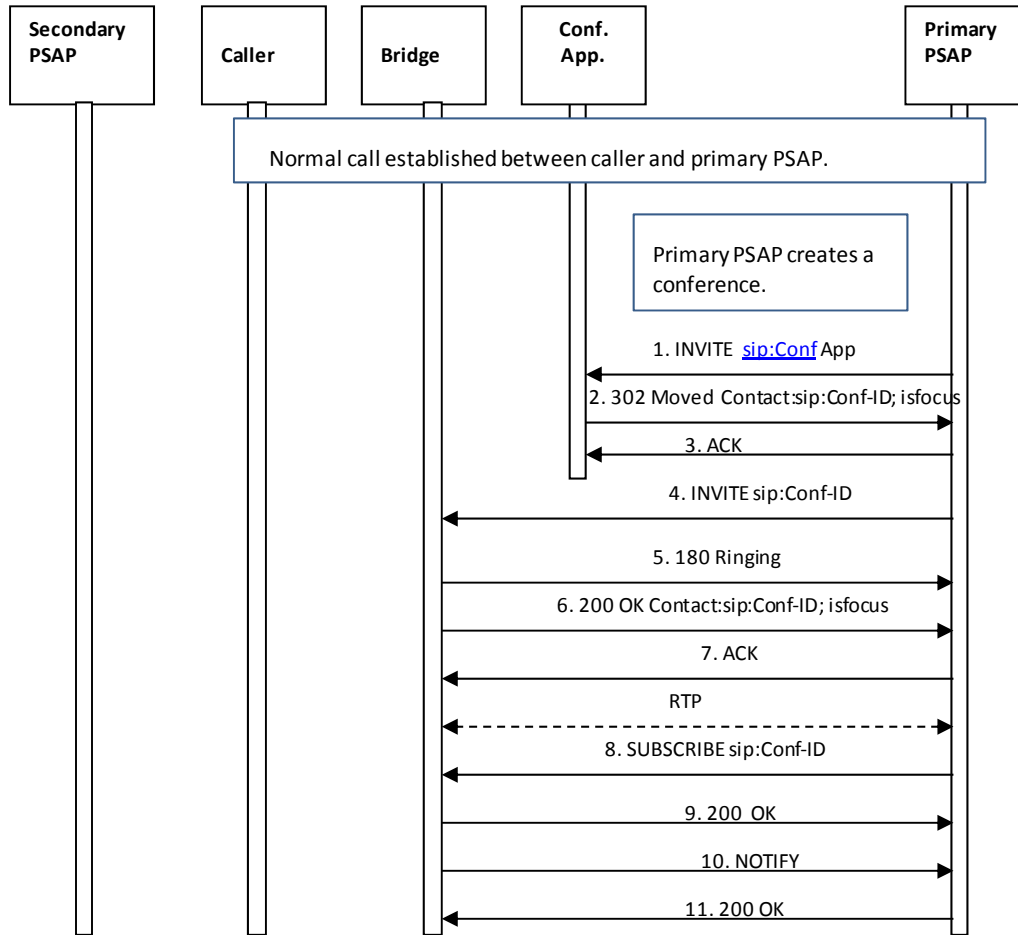 Secondary
PSAP
Caller
Bridge
Conf.
App.
Primary
PSAP
Normal call established between caller and primary PSAP.
Primary PSAP creates a
conference.
1. INVITE sip:Conf App
2. 302 Moved Contact:sip:Conf-ID; isfocus
3. ACK
4. INVITE sip:Conf-ID
5. 180 Ringing
6. 200 OK Contact:sip:Conf-ID; isfocus
7. ACK
RTP
8. SUBSCRIBE sip:Conf-ID
9. 200 OK
10. NOTIFY
11. 200 OK